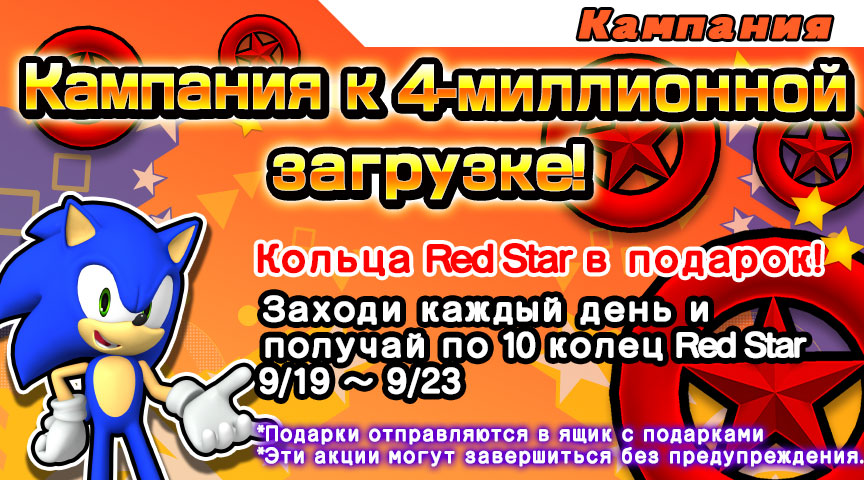 Кампания
Кампания к 4-миллионной
загрузке!
Кольца Red Star в подарок!
Заходи каждый день и
получай по 10 колец Red Star
9/19 ～ 9/23
*Подарки отправляются в ящик с подарками
*Эти акции могут завершиться без предупреждения.